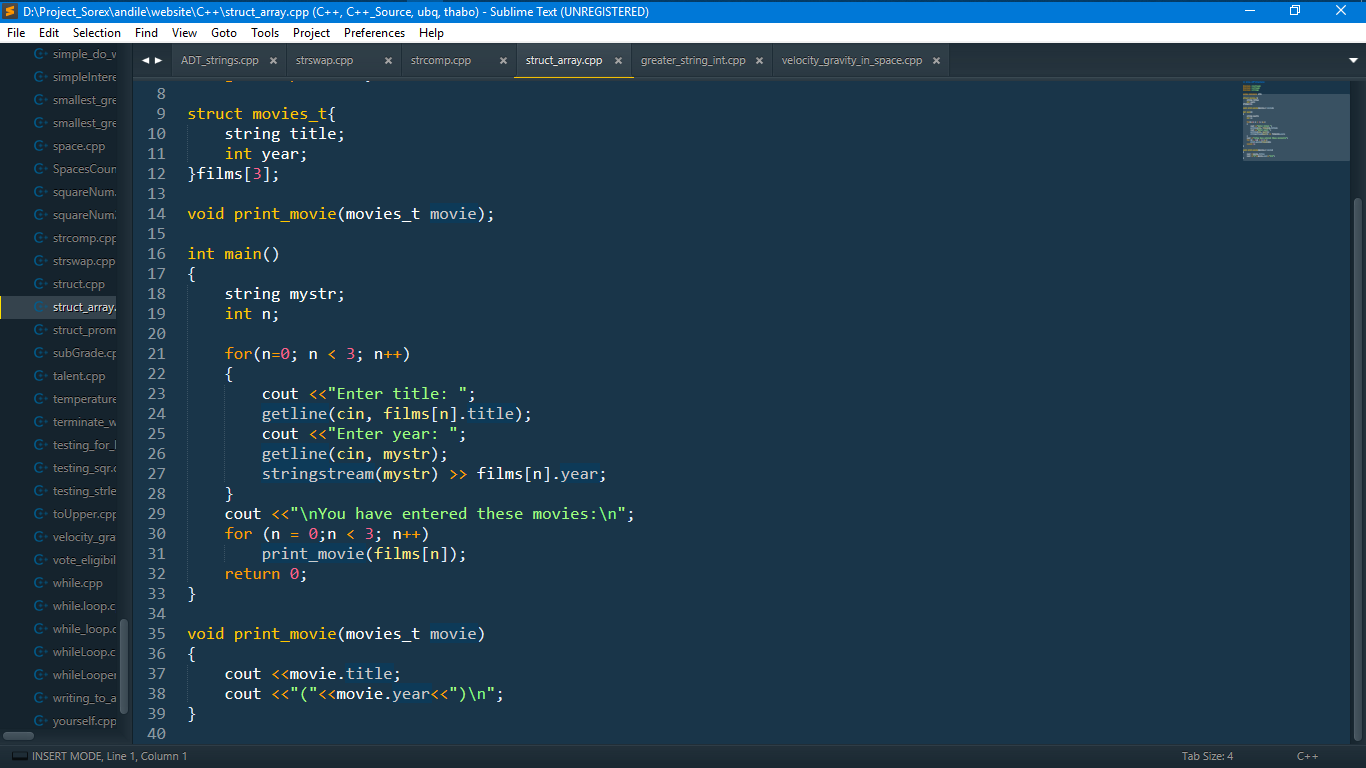 D:\Project_Sorex\andile\website\C++\struct_array.cpp (C++, C++_Source, ubq, thabo) - Sublime Text (UNREGISTERED)
File Edit Selection Find View Goto Tools Project Preferences Help
ADT_strings.cpp strswap.cpp strcomp.cpp struct_array.cpp greater_string_int.cpp velocity_gravity_in_space.cpp
simple_do_w
simpleIntere
smallest_gre
smallest_gre
space.cpp
SpacesCoun
squareNum.
squareNum
strcomp.cpp
strswap.cpp
struct.cpp
struct_array.
struct_prom
subGrade.cp
talent.cpp
temperature
terminate_w
testing_for_l
testing_sqr.c
testing_strle
toUpper.cpp
velocity_gra
vote_eligibil
while.cpp
while.loop.c
while_loop.c
whileLoop.c
whileLooper
writing_to_a
yourself.cpp
8
9 struct movies_t{
10 string title;
11 int year;
12 }films[3];
13
14 void print_movie(movies_t movie);
15
16 int main()
17 {
18 string mystr;
19 int n;
20
21 for(n=0; n < 3; n++)
22 {
23 cout <<"Enter title: ";
24 getline(cin, films[n].title);
25 cout <<"Enter year: ";
26 getline(cin, mystr);
27 stringstream(mystr) >> films[n].year;
28 }
29 cout <<"\nYou have entered these movies:\n";
30 for (n = 0;n < 3; n++)
31 print_movie(films[n]);
32 return 0;
33 }
34
35 void print_movie(movies_t movie)
36 {
37 cout <<movie.title;
38 cout <<"("<<movie.year<<")\n";
39 }
40
INSERT MODE, Line 1, Column 1 Tab Size: 4 C++